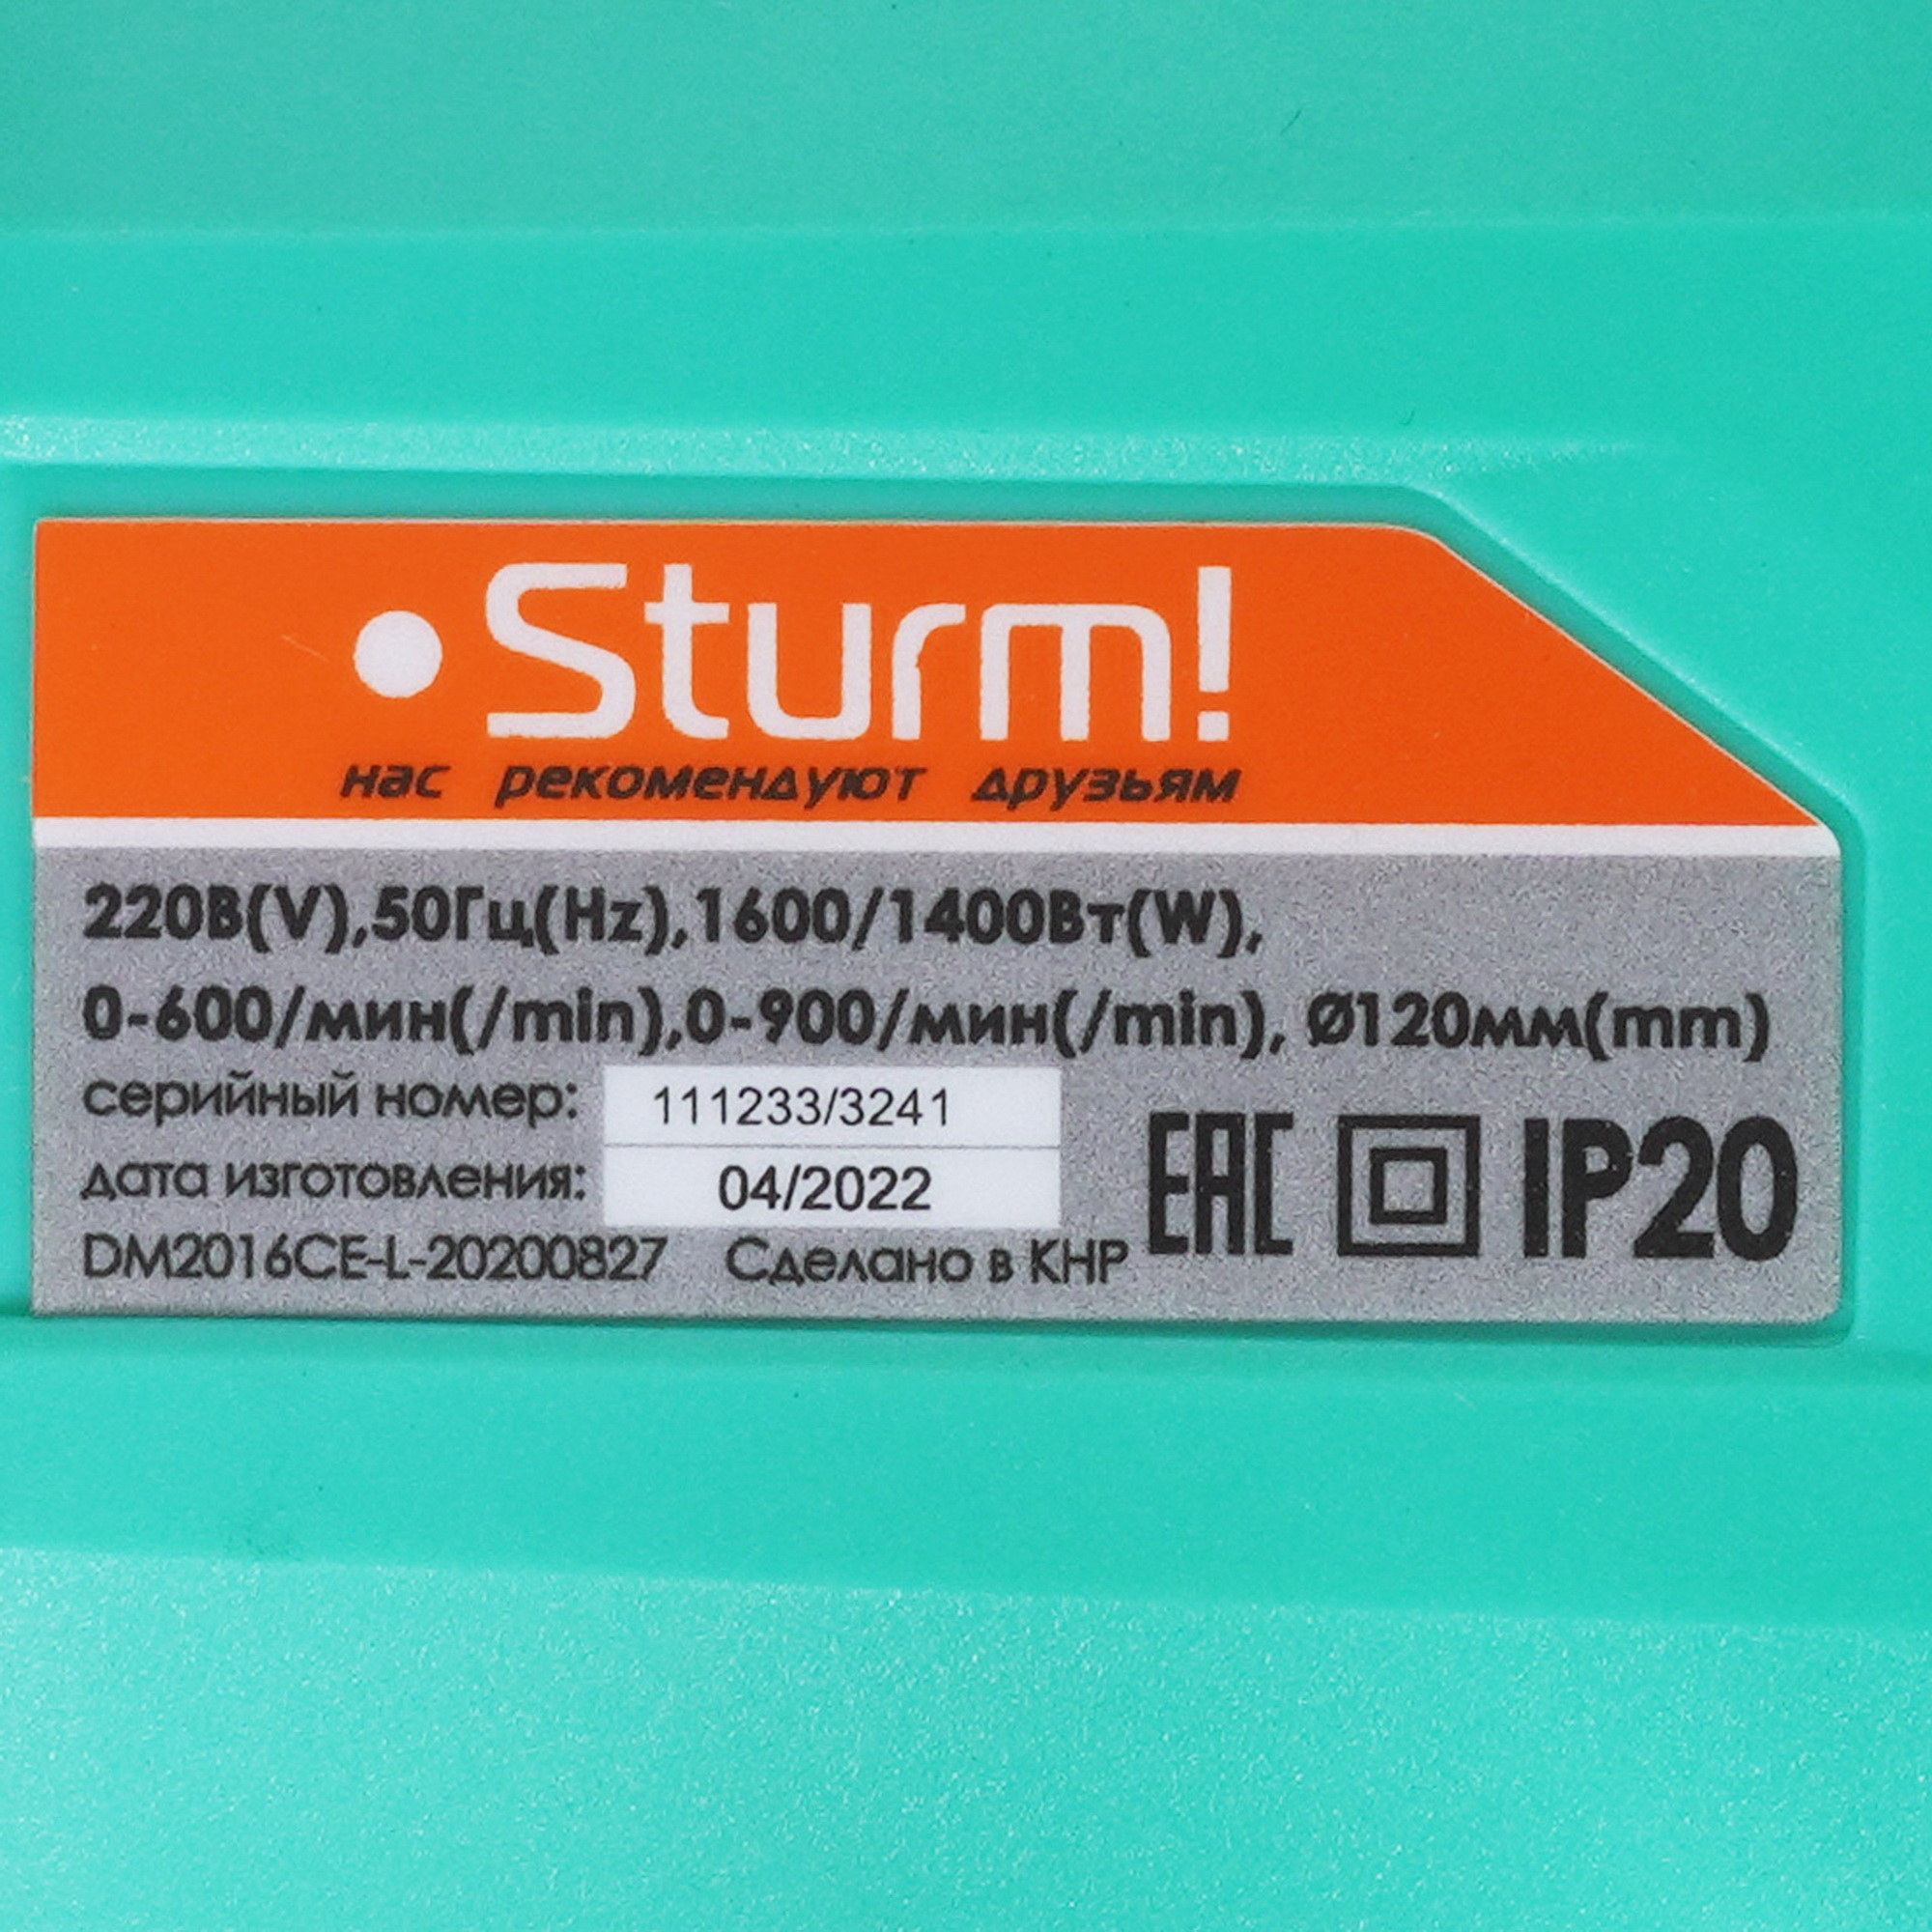 Sturm!
нас рекомендуют друзьям
220В(V),50Гц(Hz),1600/1400Вт(W),
0-600/мин(/min),0-900/мин(/min), Ø120мм(mm)
серийный номер: 111233/3241
дата изготовления: 04/2022
DM2016CE-L-20200827 Сделано в КНР
EAC IP20